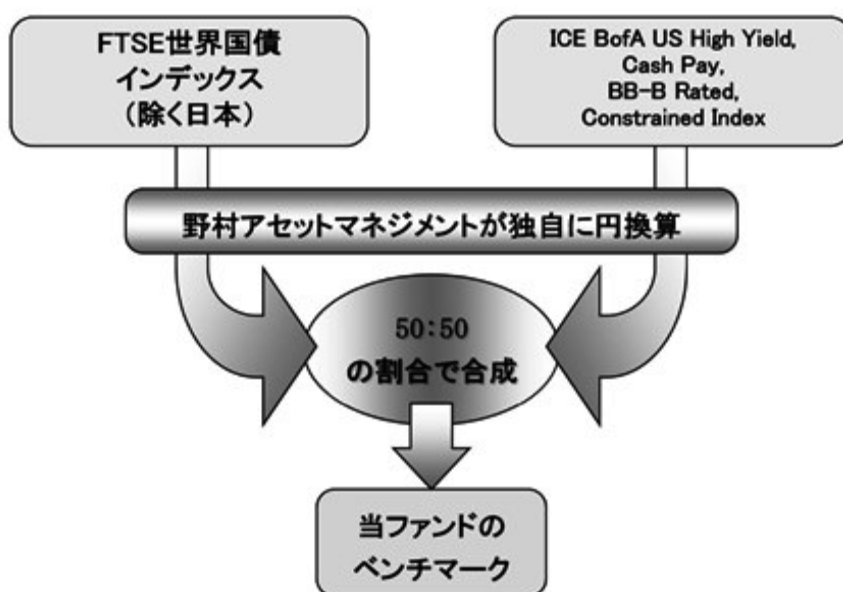 FTSE世界国債
インデックス
（除く日本）
ICE BofA US High Yield,
Cash Pay,
BB-B Rated,
Constrained Index
野村アセットマネジメントが独自に円換算
50：50
の割合で合成
当ファンドの
ベンチマーク